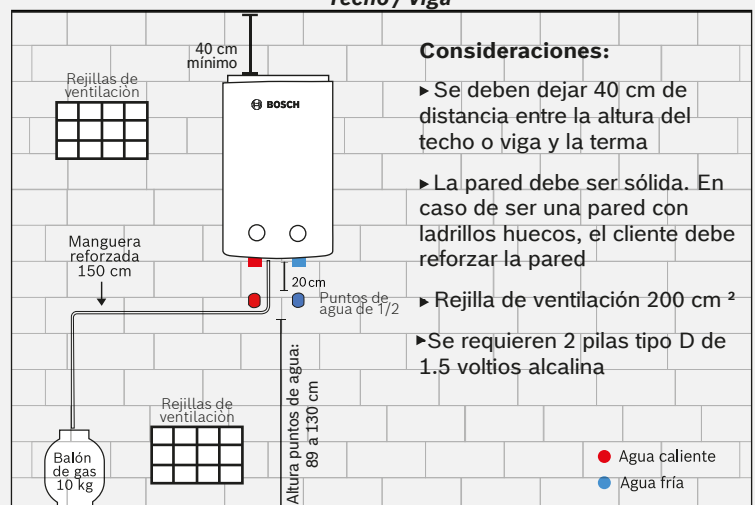 Techo / Viga
40 cm
mínimo
Rejillas de
ventilaciòn
BOSCH
Manguera
reforzada
150 cm
20 cm
Puntos de
agua de 1/2
Altura puntos de agua:
89 a 130 cm
Rejillas de
ventilaciòn
Balón
de gas
10 kg
Consideraciones:
▸ Se deben dejar 40 cm de
distancia entre la altura del
techo o viga y la terma
▸ La pared debe ser sólida. En
caso de ser una pared con
ladrillos huecos, el cliente debe
reforzar la pared
▸ Rejilla de ventilación 200 cm ²
▸Se requieren 2 pilas tipo D de
1.5 voltios alcalina
Agua caliente
Agua fría